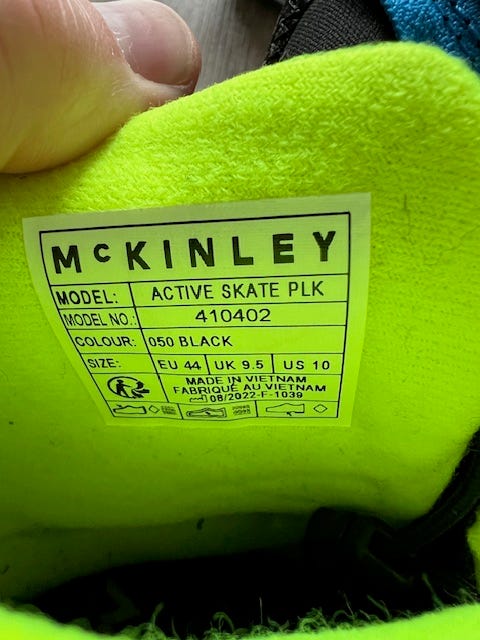 McKINLEY
MODEL: ACTIVE SKATE PLK
MODEL NO.: 410402
COLOUR: 050 BLACK
SIZE: EU 44 UK 9.5 US 10
MADE IN VIETNAM
FABRIQUÉ AU VIETNAM
08/2022-F-1039